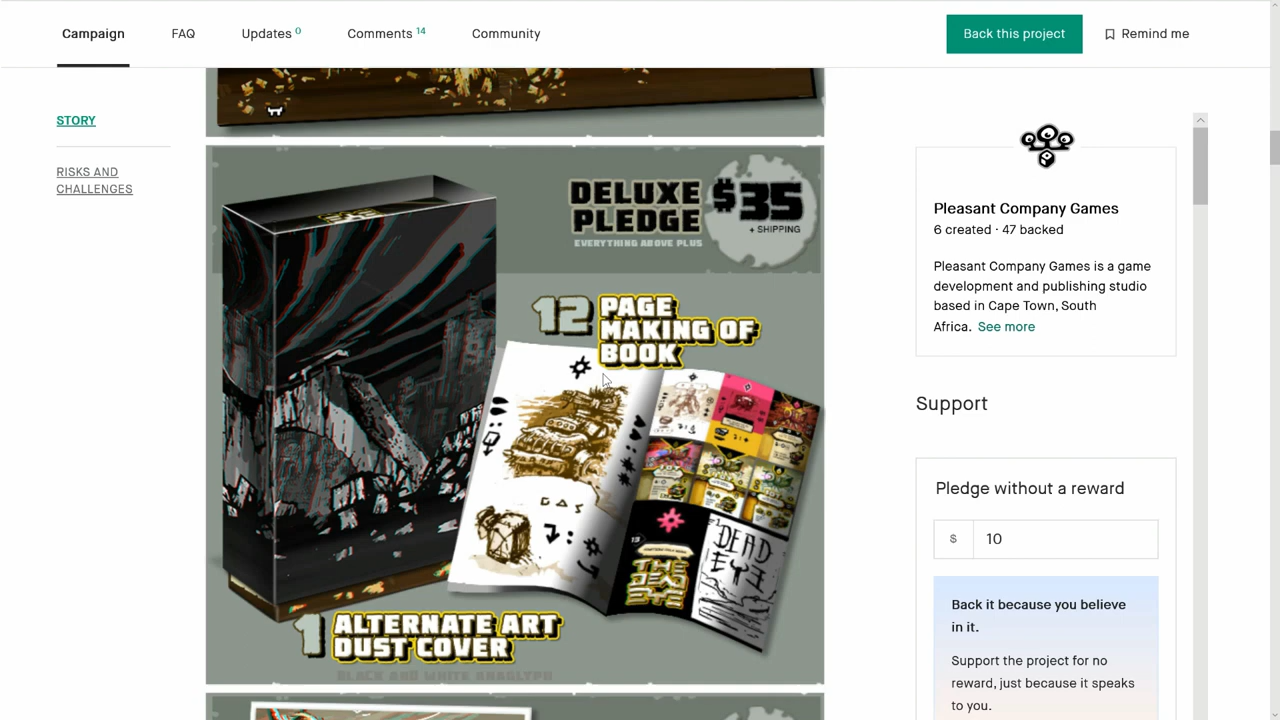 Campaign
FAQ
Updates 0
Comments 14
Community
Back this project
Remind me
STORY
RISKS AND
CHALLENGES
DELUXE
PLEDGE
EVERYTHING ABOVE PLUS
$35
+ SHIPPING
12 PAGE
MAKING OF
BOOK
GAS
THE
DEAD
EYE
DEAD
EYE
1 ALTERNATE ART
DUST COVER
BLACK AND WHITE ANAGLYPH
Pleasant Company Games
6 created · 47 backed
Pleasant Company Games is a game
development and publishing studio
based in Cape Town, South
Africa. See more
Support
Pledge without a reward
$ 10
Back it because you believe
in it.
Support the project for no
reward, just because it speaks
to you.